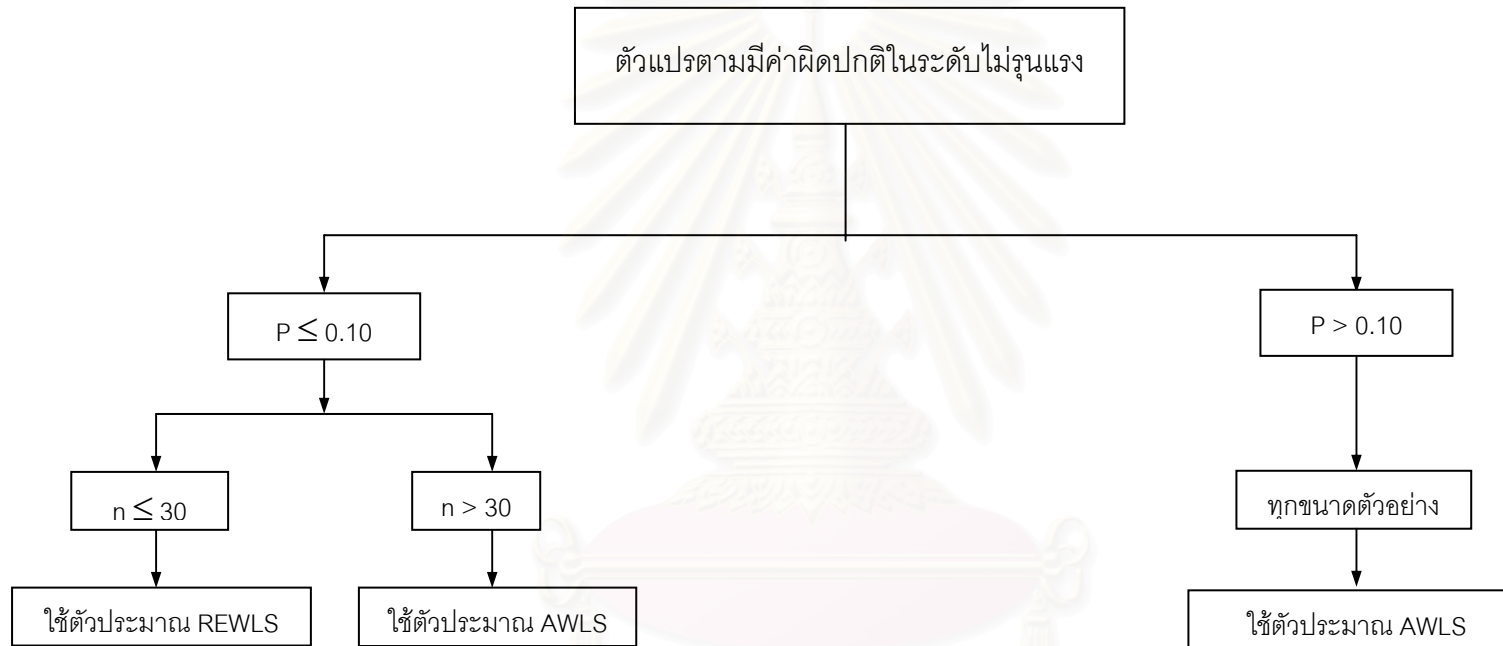 ตัวแปรตามมีค่าผิดปกติในระดับไม่รุนแรง
P ≤ 0.10
P > 0.10
n ≤ 30
n > 30
ทุกขนาดตัวอย่าง
ใช้ตัวประมาณ REWLS
ใช้ตัวประมาณ AWLS
ใช้ตัวประมาณ AWLS